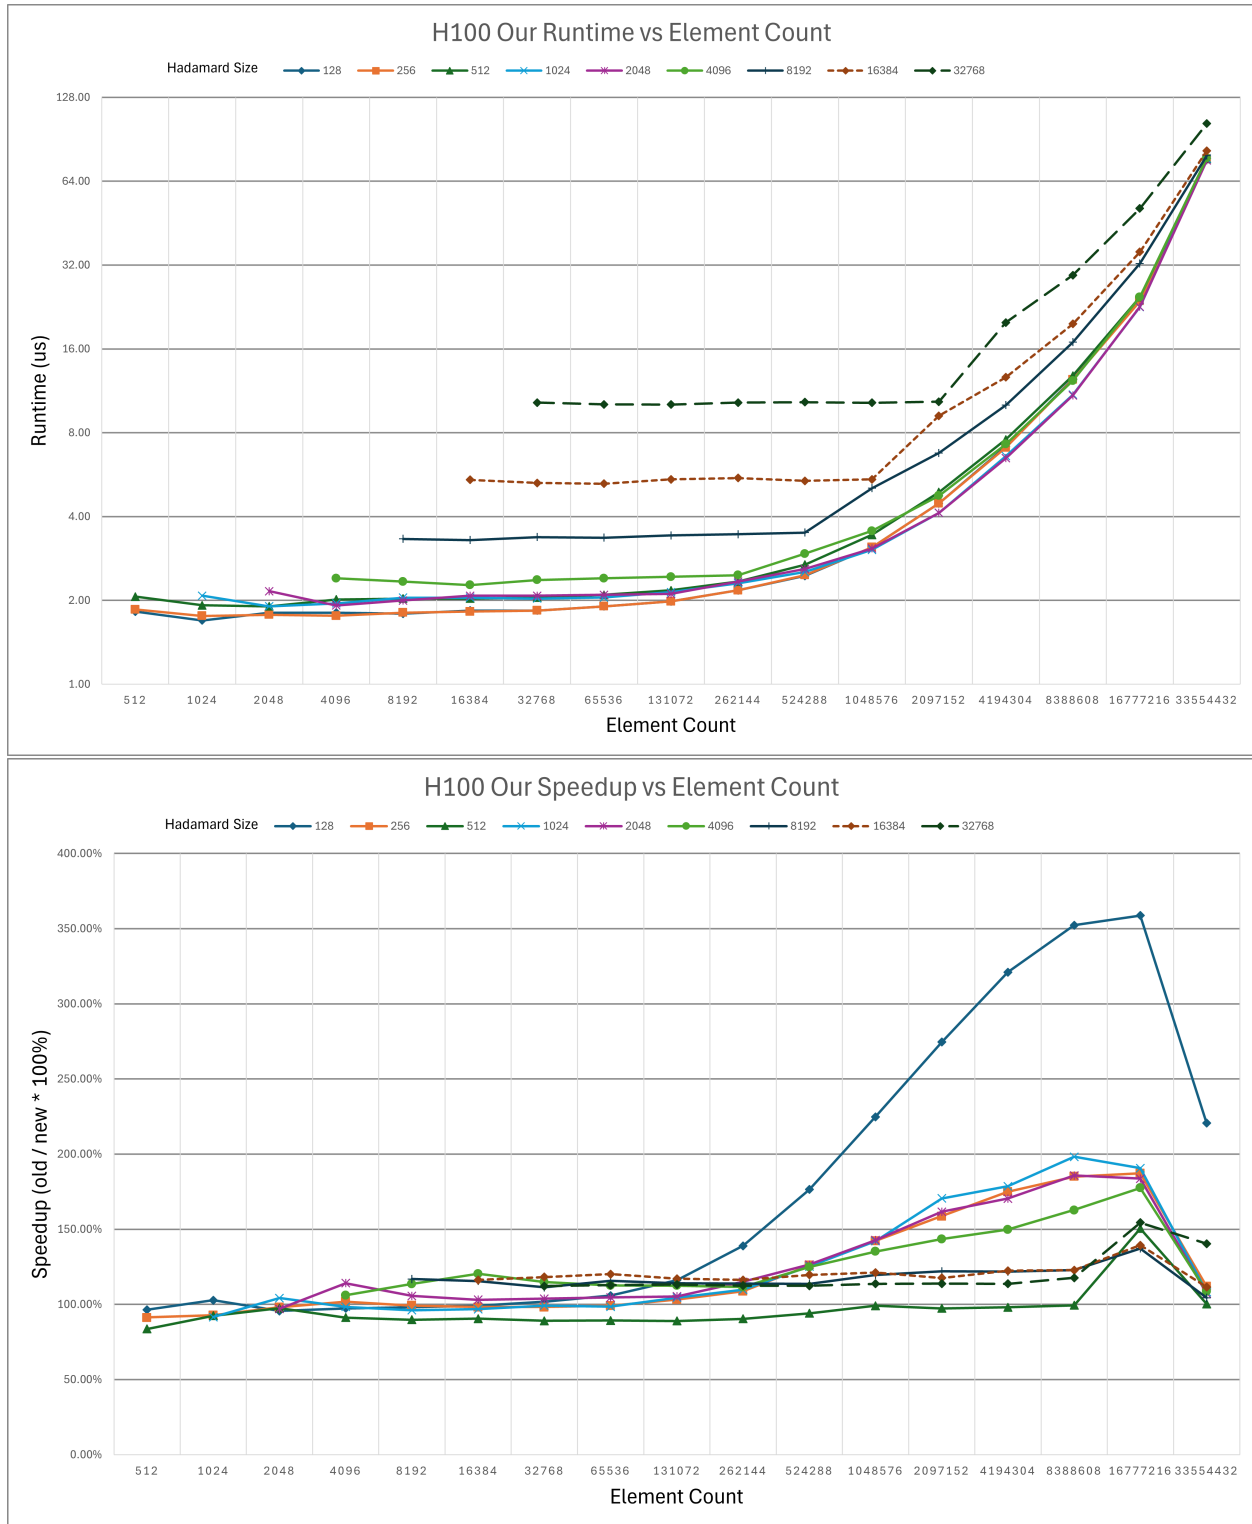 H100 Our Runtime vs Element Count
Hadamard Size 128 256 512 1024 2048 4096 8192 16384 32768
128.00
64.00
32.00
16.00
8.00
4.00
2.00
1.00
Runtime (us)
512 1024 2048 4096 8192 16384 32768 65536 131072 262144 524288 1048576 2097152 4194304 8388608 16777216 33554432
Element Count
H100 Our Speedup vs Element Count
Hadamard Size 128 256 512 1024 2048 4096 8192 16384 32768
400.00%
350.00%
300.00%
250.00%
200.00%
150.00%
100.00%
50.00%
0.00%
Speedup (old / new * 100%)
512 1024 2048 4096 8192 16384 32768 65536 131072 262144 524288 1048576 2097152 4194304 8388608 16777216 33554432
Element Count